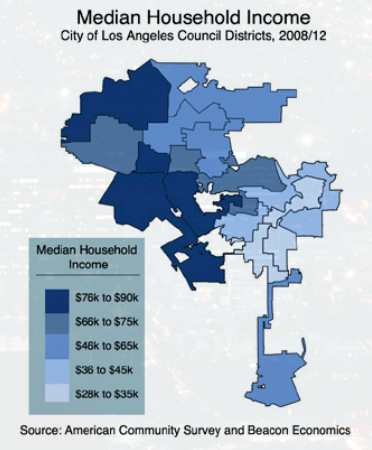 Median Household Income
City of Los Angeles Council Districts, 2008/12
Median Household
Income
$76k to $90k
$66k to $75k
$46k to $65k
$36 to $45k
$28k to $35k
Source: American Community Survey and Beacon Economics